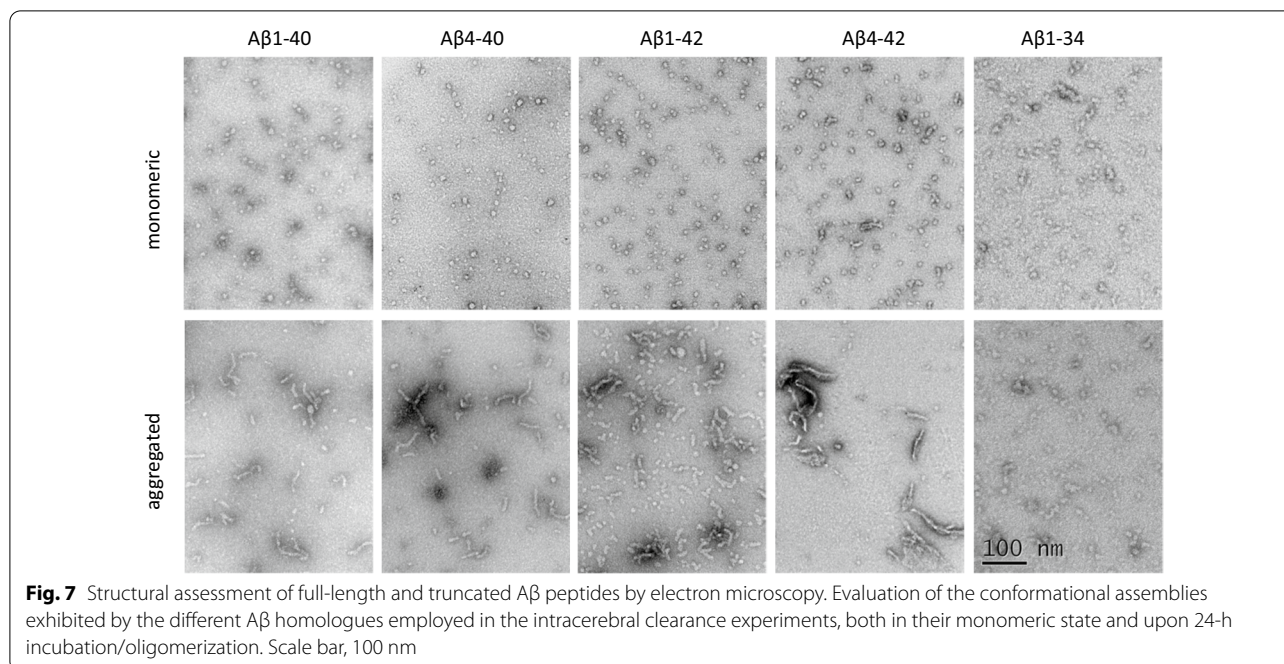 Aβ1-40 Aβ4-40 Aβ1-42 Aβ4-42 Aβ1-34
monomeric
aggregated
100 nm
Fig. 7 Structural assessment of full-length and truncated Aβ peptides by electron microscopy. Evaluation of the conformational assemblies
exhibited by the different Aβ homologues employed in the intracerebral clearance experiments, both in their monomeric state and upon 24-h
incubation/oligomerization. Scale bar, 100 nm